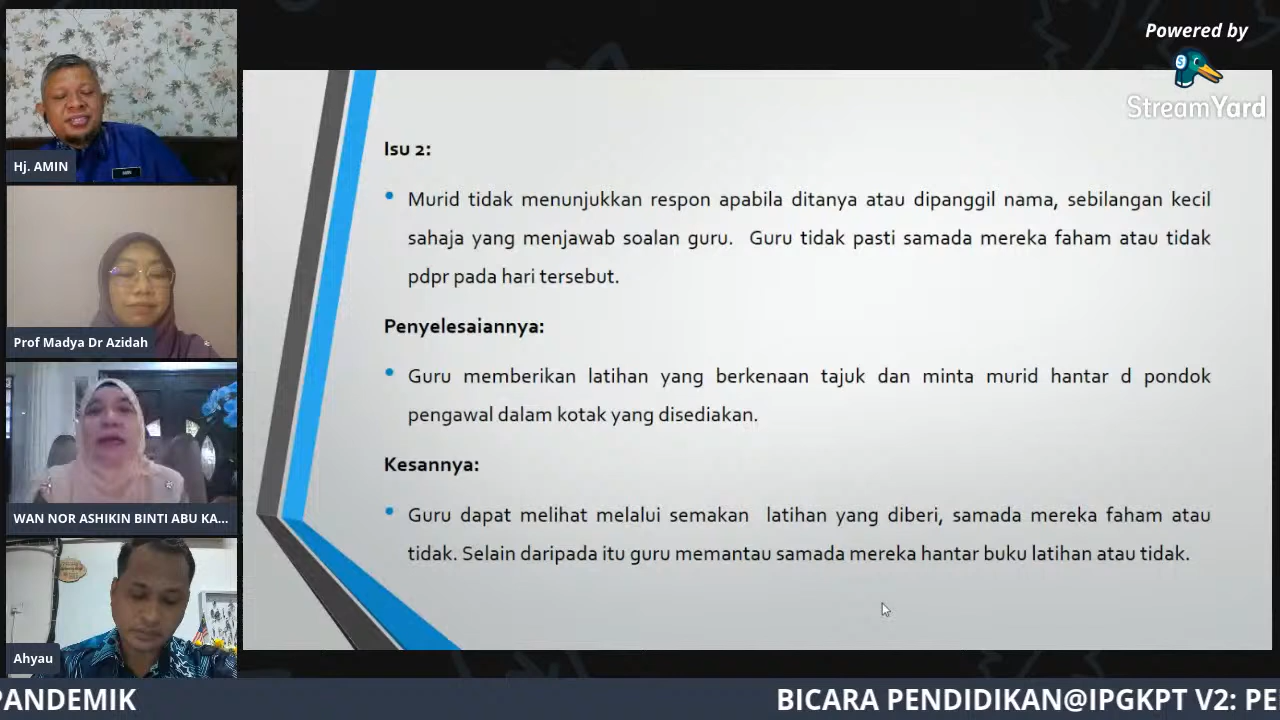 Powered by
StreamYard
Hj. AMIN
Prof Madya Dr Azidah
WAN NOR ASHIKIN BINTI ABU KA...
Ahyau
Isu 2:
Murid tidak menunjukkan respon apabila ditanya atau dipanggil nama, sebilangan kecil
sahaja yang menjawab soalan guru. Guru tidak pasti samada mereka faham atau tidak
pdpr pada hari tersebut.
Penyelesaiannya:
Guru memberikan latihan yang berkenaan tajuk dan minta murid hantar d pondok
pengawal dalam kotak yang disediakan.
Kesannya:
Guru dapat melihat melalui semakan latihan yang diberi, samada mereka faham atau
tidak. Selain daripada itu guru memantau samada mereka hantar buku latihan atau tidak.
PANDEMIK
BICARA PENDIDIKAN@IPGKPT V2: PE